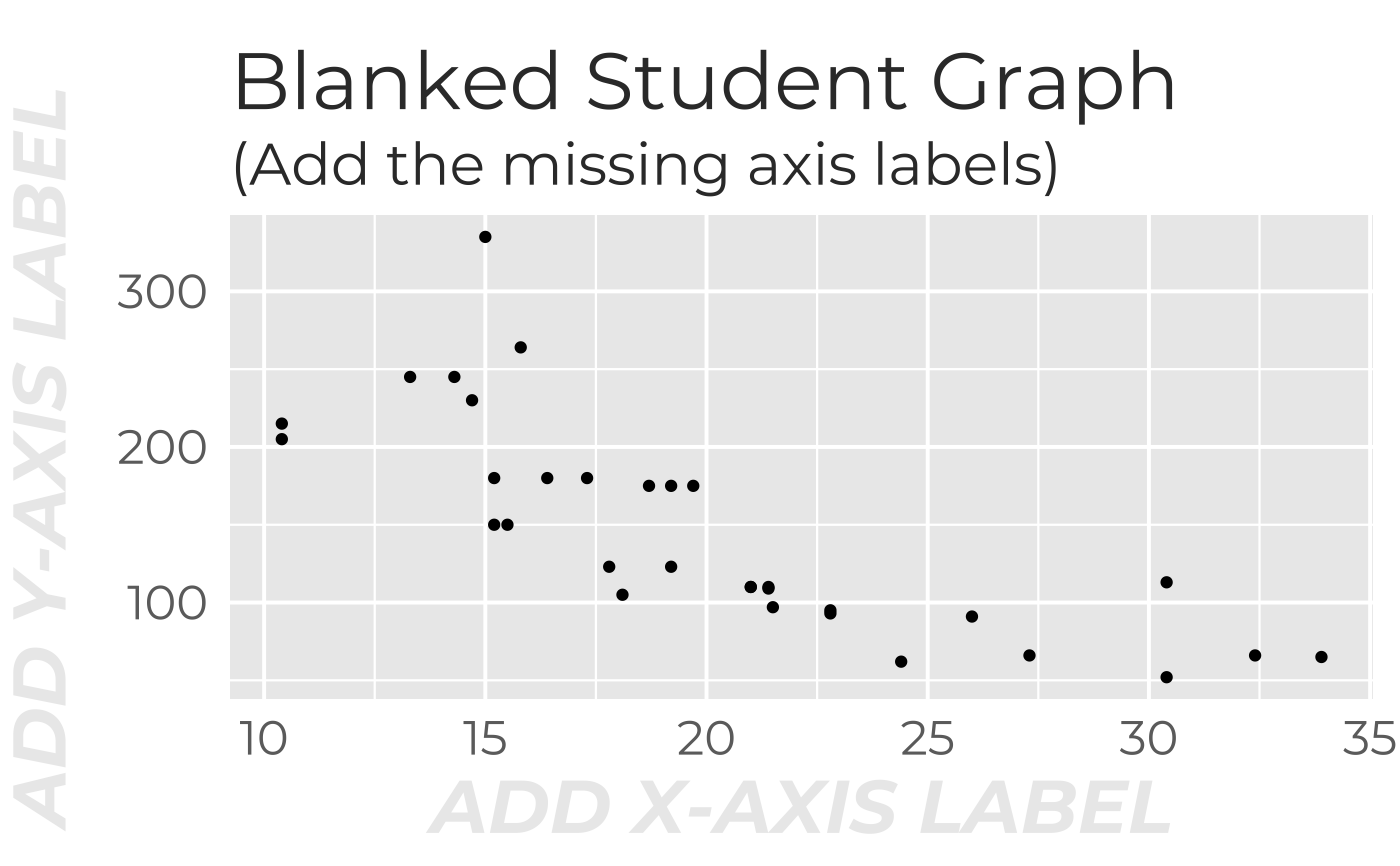 Blanked Student Graph
(Add the missing axis labels)
ADD Y-AXIS LABEL
300
200
100
10 15 20 25 30 35
ADD X-AXIS LABEL